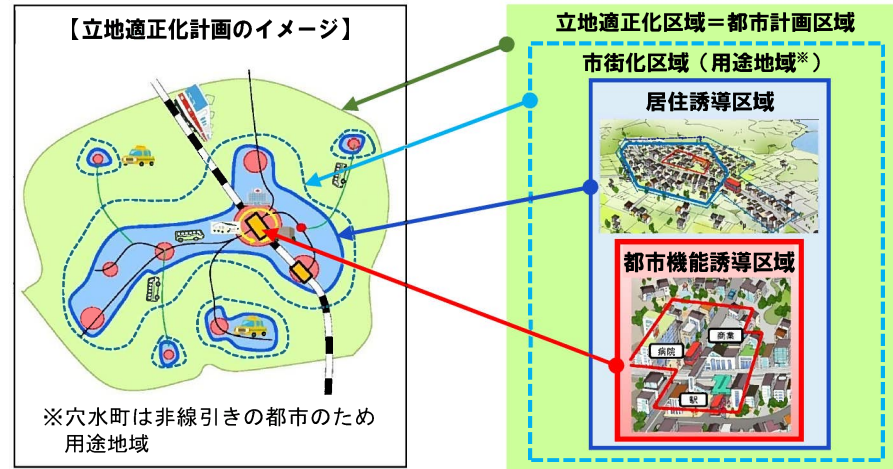 【立地適正化計画のイメージ】
※穴水町は非線引きの都市のため
用途地域
立地適正化区域＝都市計画区域
市街化区域（用途地域※）
居住誘導区域
都市機能誘導区域
商業
病院
駅